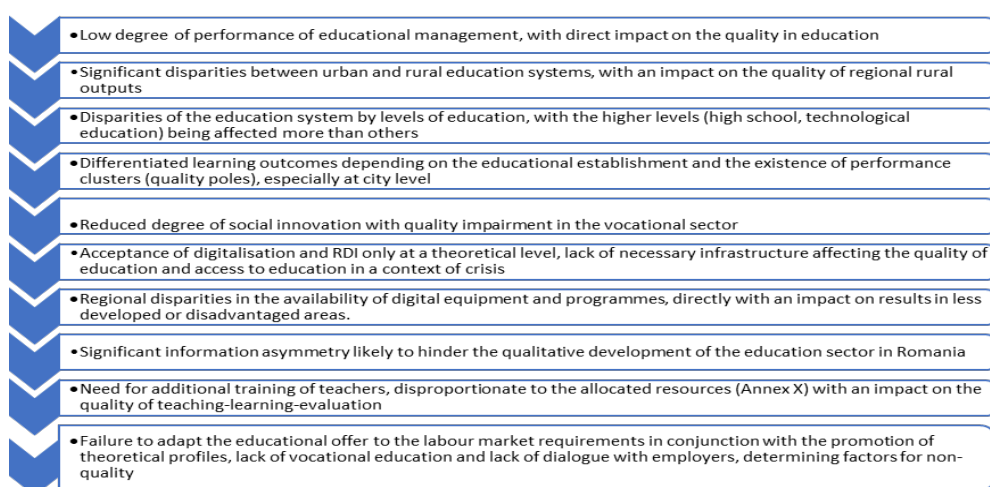 •Low degree of performance of educational management, with direct impact on the quality in education
•Significant disparities between urban and rural education systems, with an impact on the quality of regional rural
outputs
•Disparities of the education system by levels of education, with the higher levels (high school, technological
education) being affected more than others
•Differentiated learning outcomes depending on the educational establishment and the existence of performance
clusters (quality poles), especially at city level
•Reduced degree of social innovation with quality impairment in the vocational sector
•Acceptance of digitalisation and RDI only at a theoretical level, lack of necessary infrastructure affecting the quality of
education and access to education in a context of crisis
•Regional disparities in the availability of digital equipment and programmes, directly with an impact on results in less
developed or disadvantaged areas.
•Significant information asymmetry likely to hinder the qualitative development of the education sector in Romania
•Need for additional training of teachers, disproportionate to the allocated resources (Annex X) with an impact on the
quality of teaching-learning-evaluation
•Failure to adapt the educational offer to the labour market requirements in conjunction with the promotion of
theoretical profiles, lack of vocational education and lack of dialogue with employers, determining factors for non-
quality